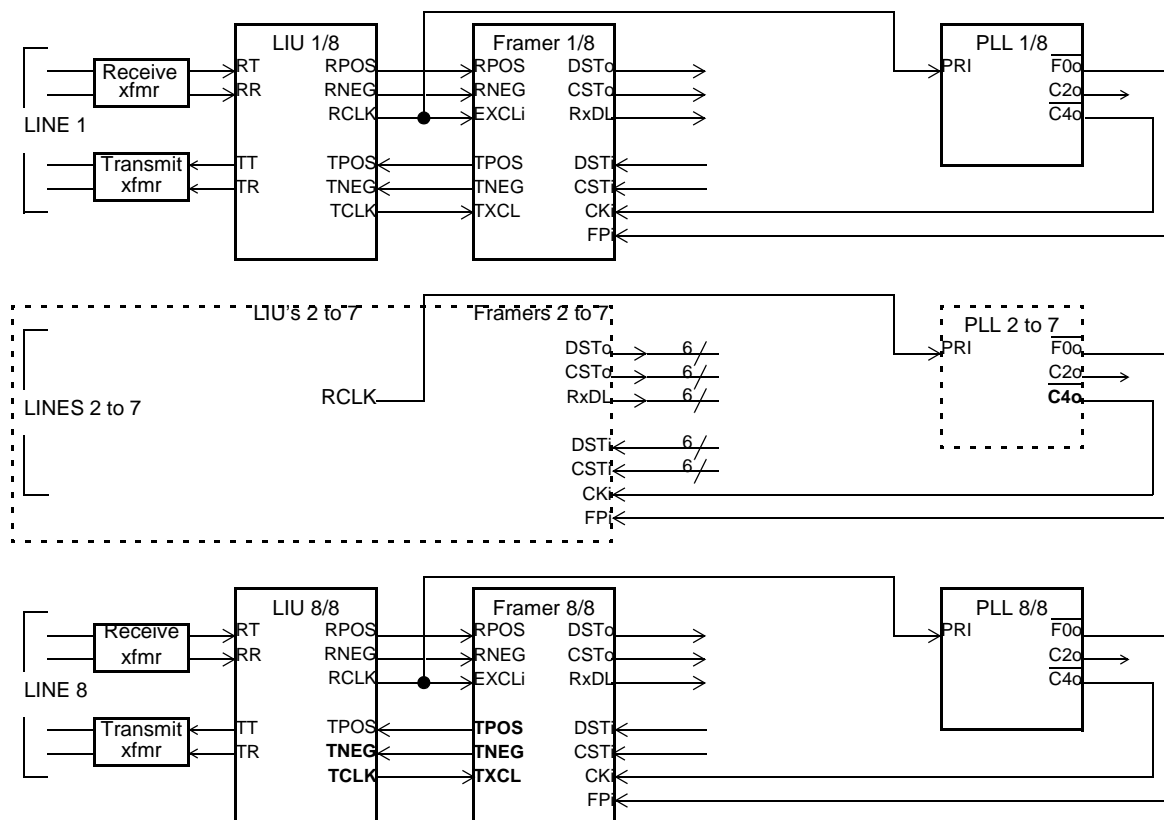 LIU 1/8 Framer 1/8 PLL 1/8
Receive xfmr RT RPOS RPOS DSTo PRI F0o
RR RNEG RNEG CSTo C2o
RCLK EXCLi RxDL C4o
LINE 1
Transmit xfmr TT TPOS TPOS DSTi
TR TNEG TNEG CSTi
TCLK TXCL CKi
FPi
LIU's 2 to 7 Framers 2 to 7 PLL 2 to 7
DSTo 6 PRI F0o
CSTo 6 C2o
LINES 2 to 7 RCLK RxDL 6 C4o
DSTi 6
CSTi 6
CKi
FPi
LIU 8/8 Framer 8/8 PLL 8/8
Receive xfmr RT RPOS RPOS DSTo PRI F0o
RR RNEG RNEG CSTo C2o
RCLK EXCLi RxDL C4o
LINE 8
Transmit xfmr TT TPOS TPOS DSTi
TR TNEG TNEG CSTi
TCLK TXCL CKi
FPi